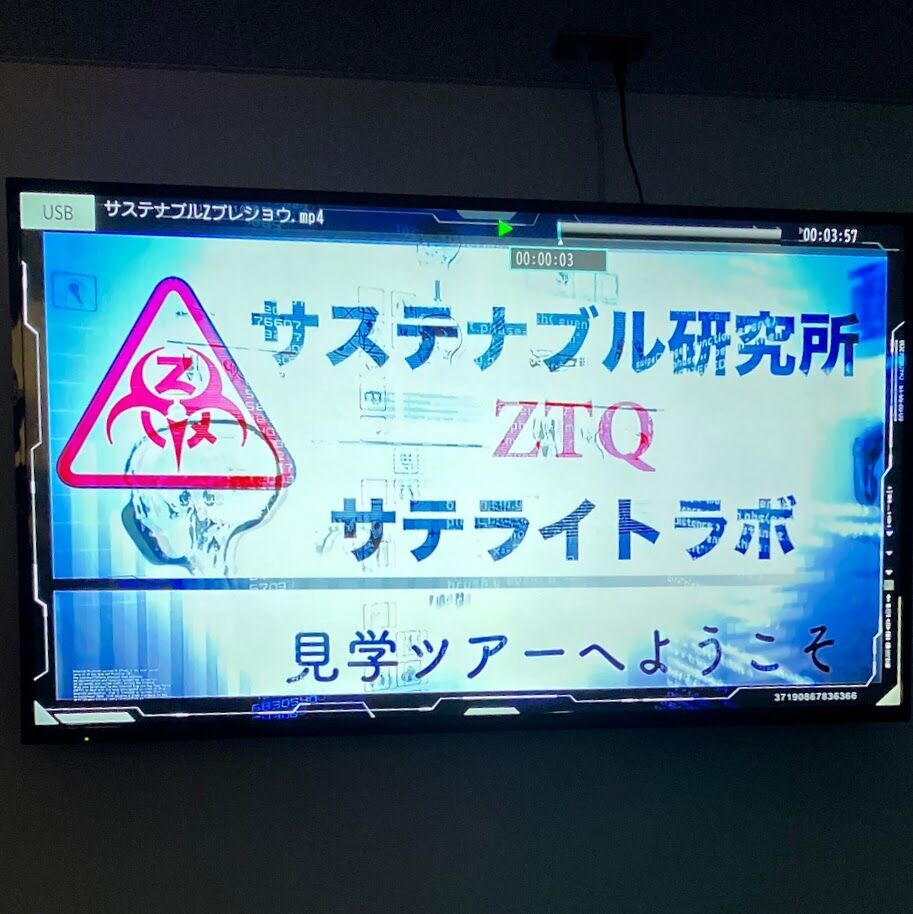 USB
サステナブルZプレショウ.mp4
00:03:57
00:00:03
サステナブル研究所
ZTQ
サテライトラボ
見学ツアーへようこそ
37190867836366